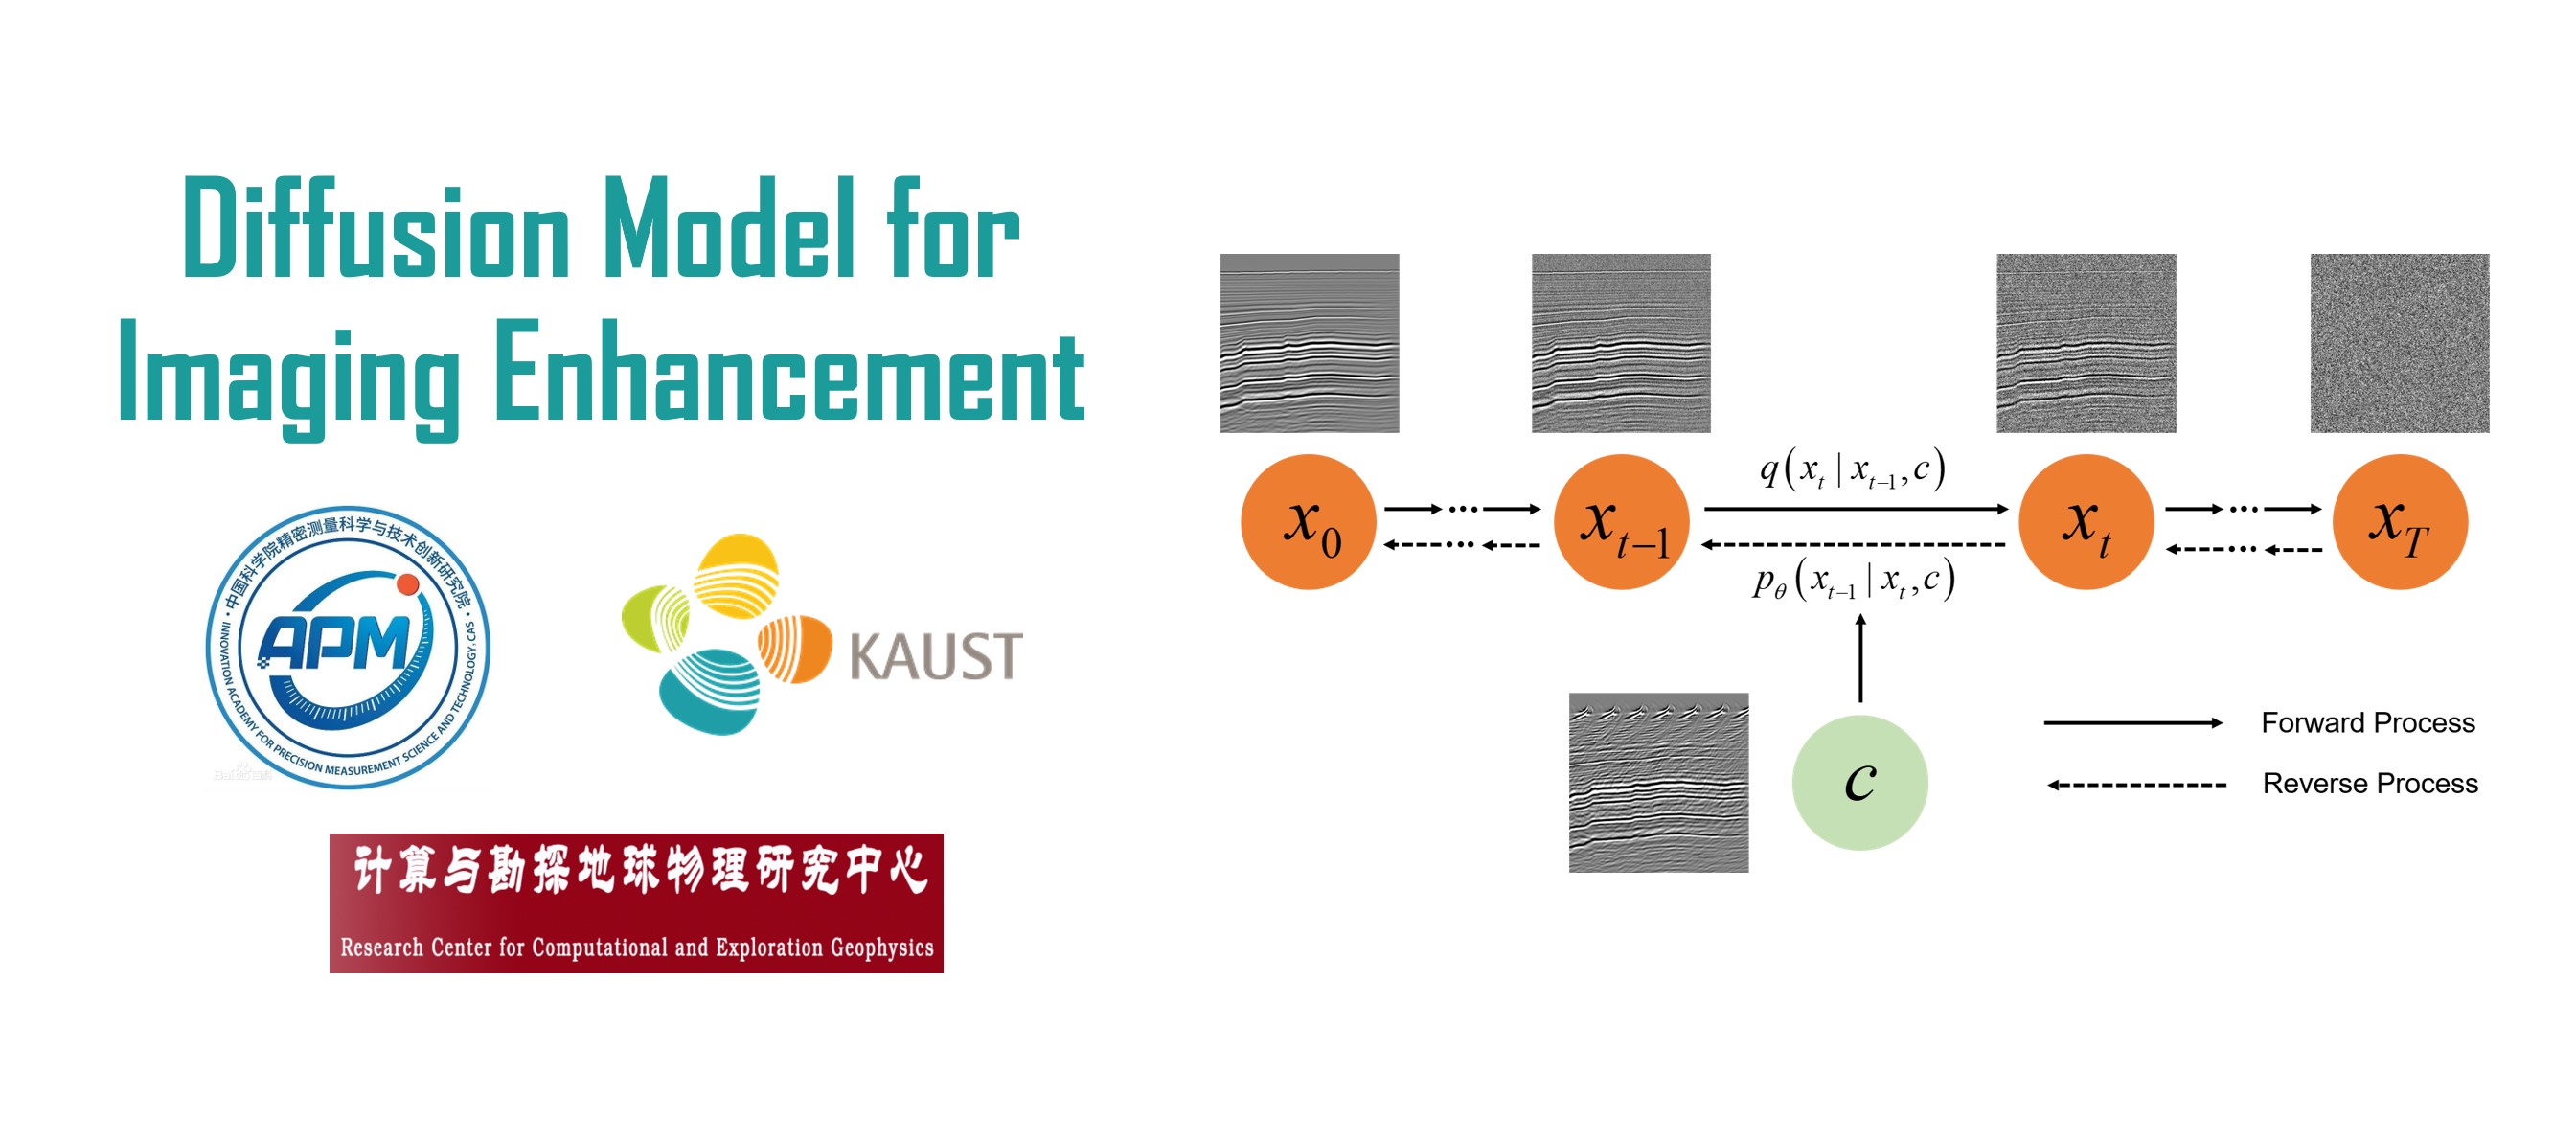 Diffusion Model for
Imaging Enhancement
·中国科学院精密测量科学与技术创新研究院·
APM
INNOVATION ACADEMY FOR PRECISION MEASUREMENT SCIENCE AND TECHNOLOGY, CAS
KAUST
计算与勘探地球物理研究中心
Research Center for Computational and Exploration Geophysics
q(x_t | x_{t−1}, c)
x_0
x_{t−1}
x_t
x_T
p_θ(x_{t−1} | x_t, c)
c
Forward Process
Reverse Process